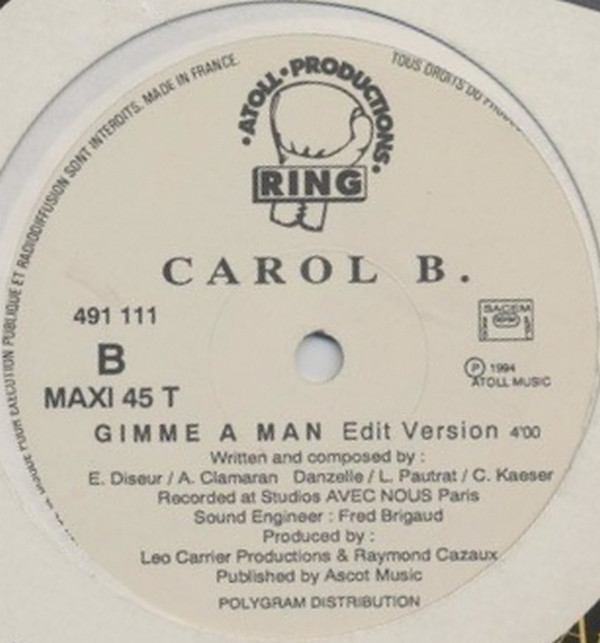 MADE IN FRANCE.
TOUS DROITS DU
EXECUTION PUBLIQUE ET RADIODIFFUSION SONT INTERDITS.
• ATOLL • PRODUCTIONS •
RING
CAROL B.
491 111
B
MAXI 45 T
SACEM
Ⓟ 1994
ATOLL MUSIC
GIMME A MAN Edit Version 4'00
Written and composed by :
E. Diseur / A. Clamaran Danzelle / L. Pautrat / C. Kaeser
Recorded at Studios AVEC NOUS Paris
Sound Engineer : Fred Brigaud
Produced by :
Leo Carrier Productions & Raymond Cazaux
Published by Ascot Music
POLYGRAM DISTRIBUTION